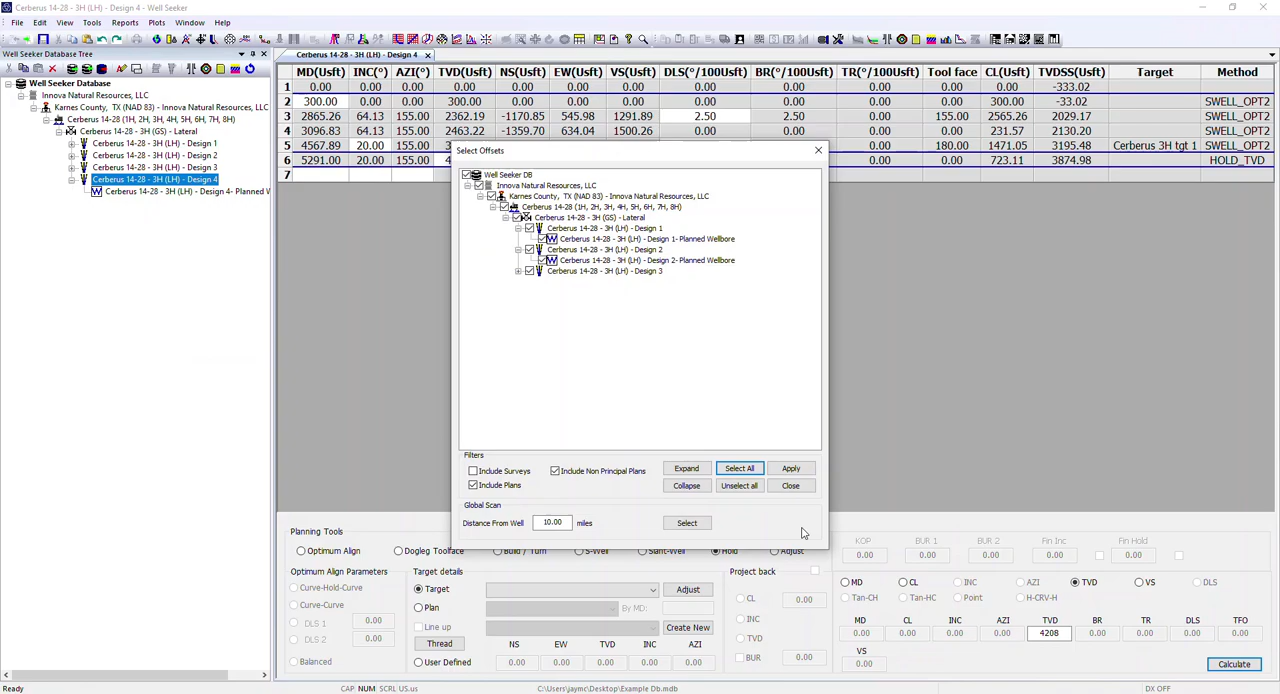 Cerberus 14-28 - 3H (LH) - Design 4 - Well Seeker
File Edit View Tools Reports Plots Window Help
Well Seeker Database Tree
Well Seeker Database
Innova Natural Resources, LLC
Karnes County, TX (NAD 83) - Innova Natural Resources, LLC
Cerberus 14-28 (1H, 2H, 3H, 4H, 5H, 6H, 7H, 8H)
Cerberus 14-28 - 3H (GS) - Lateral
Cerberus 14-28 - 3H (LH) - Design 1
Cerberus 14-28 - 3H (LH) - Design 2
Cerberus 14-28 - 3H (LH) - Design 3
Cerberus 14-28 - 3H (LH) - Design 4
Cerberus 14-28 - 3H (LH) - Design 4- Planned W
Cerberus 14-28 - 3H (LH) - Design 4
MD(Usft) INC(°) AZI(°) TVD(Usft) NS(Usft) EW(Usft) VS(Usft) DLS(°/100Usft) BR(°/100Usft) TR(°/100Usft) Tool face CL(Usft) TVDSS(Usft) Target Method
1 0.00 0.00 0.00 0.00 0.00 0.00 0.00 0.00 0.00 0.00 0.00 0.00 -333.02
2 300.00 0.00 0.00 300.00 0.00 0.00 0.00 0.00 0.00 0.00 0.00 300.00 -33.02 SWELL_OPT2
3 2865.26 64.13 155.00 2362.19 -1170.85 545.98 1291.89 2.50 2.50 0.00 155.00 2565.26 2029.17 SWELL_OPT2
4 3096.83 64.13 155.00 2463.22 -1359.70 634.04 1500.26 0.00 0.00 0.00 0.00 231.57 2130.20 SWELL_OPT2
5 4567.89 20.00 155.00 3 0.00 180.00 1471.05 3195.48 Cerberus 3H tgt 1 SWELL_OPT2
6 5291.00 20.00 155.00 4 0.00 0.00 723.11 3874.98 HOLD_TVD
7
Select Offsets
Well Seeker DB
Innova Natural Resources, LLC
Karnes County, TX (NAD 83) - Innova Natural Resources, LLC
Cerberus 14-28 (1H, 2H, 3H, 4H, 5H, 6H, 7H, 8H)
Cerberus 14-28 - 3H (GS) - Lateral
Cerberus 14-28 - 3H (LH) - Design 1
Cerberus 14-28 - 3H (LH) - Design 1- Planned Wellbore
Cerberus 14-28 - 3H (LH) - Design 2
Cerberus 14-28 - 3H (LH) - Design 2- Planned Wellbore
Cerberus 14-28 - 3H (LH) - Design 3
Filters
Include Surveys Include Non Principal Plans Expand Select All Apply
Include Plans Collapse Unselect all Close
Global Scan
Distance From Well 10.00 miles Select
Planning Tools
Optimum Align Dogleg Toolface Build / Turn S-Well Slant-Well Hold Adjust
Optimum Align Parameters
Curve-Hold-Curve
Curve-Curve
DLS 1 0.00
DLS 2 0.00
Balanced
Target details
Target Adjust
Plan By MD:
Line up Create New
Thread NS EW TVD INC AZI
User Defined 0.00 0.00 0.00 0.00 0.00
Project back
CL 0.00
INC
TVD
BUR 0.00
KOP BUR 1 BUR 2 Fin Inc Fin Hold
0.00 0.00 0.00 0.00 0.00
MD CL INC AZI TVD VS DLS
Tan-CH Tan-HC Point H-CRV-H
MD CL INC AZI TVD BR TR DLS TFO
0.00 0.00 0.00 0.00 4208 0.00 0.00 0.00 0.00
VS
0.00 Calculate
Ready CAP NUM SCRL US.us C:\Users\jaymc\Desktop\Example Db.mdb DX OFF